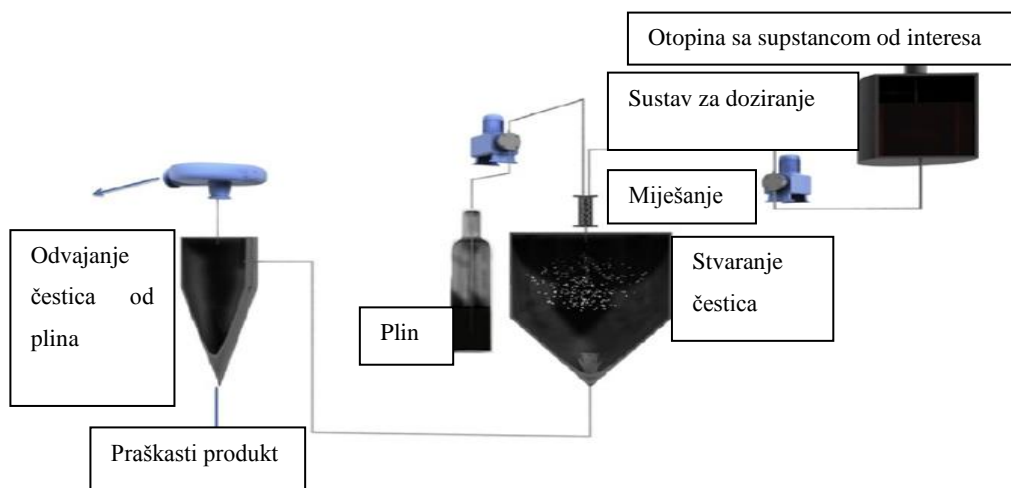 Otopina sa supstancom od interesa
Sustav za doziranje
Miješanje
Odvajanje
čestica od
plina
Stvaranje
čestica
Plin
Praškasti produkt